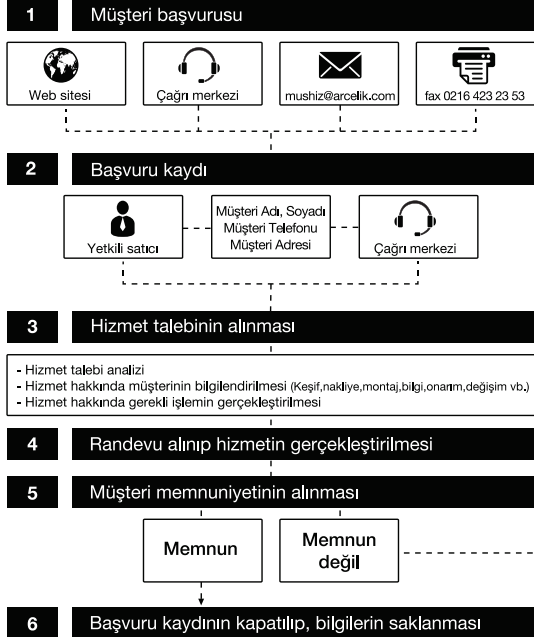 1 Müşteri başvurusu
Web sitesi
Çağrı merkezi
mushiz@arcelik.com
fax 0216 423 23 53
2 Başvuru kaydı
Yetkili satıcı
Müşteri Adı, Soyadı
Müşteri Telefonu
Müşteri Adresi
Çağrı merkezi
3 Hizmet talebinin alınması
- Hizmet talebi analizi
- Hizmet hakkında müşterinin bilgilendirilmesi (Keşif,nakliye,montaj,bilgi,onarım,değişim vb.)
- Hizmet hakkında gerekli işlemin gerçekleştirilmesi
4 Randevu alınıp hizmetin gerçekleştirilmesi
5 Müşteri memnuniyetinin alınması
Memnun
Memnun
değil
6 Başvuru kaydının kapatılıp, bilgilerin saklanması